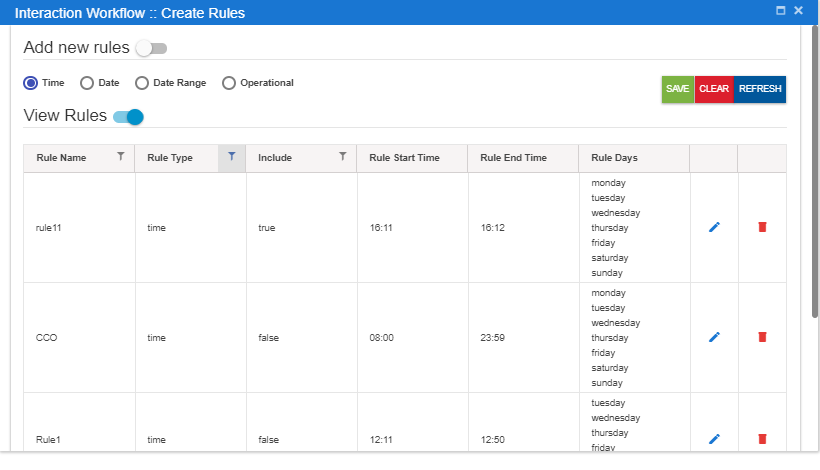 Interaction Workflow :: Create Rules
Add new rules
Time Date Date Range Operational
SAVE CLEAR REFRESH
View Rules
Rule Name Rule Type Include Rule Start Time Rule End Time Rule Days
rule11 time true 16:11 16:12
monday
tuesday
wednesday
thursday
friday
saturday
sunday
CCO time false 08:00 23:59
monday
tuesday
wednesday
thursday
friday
saturday
sunday
Rule1 time false 12:11 12:50
tuesday
wednesday
thursday
friday